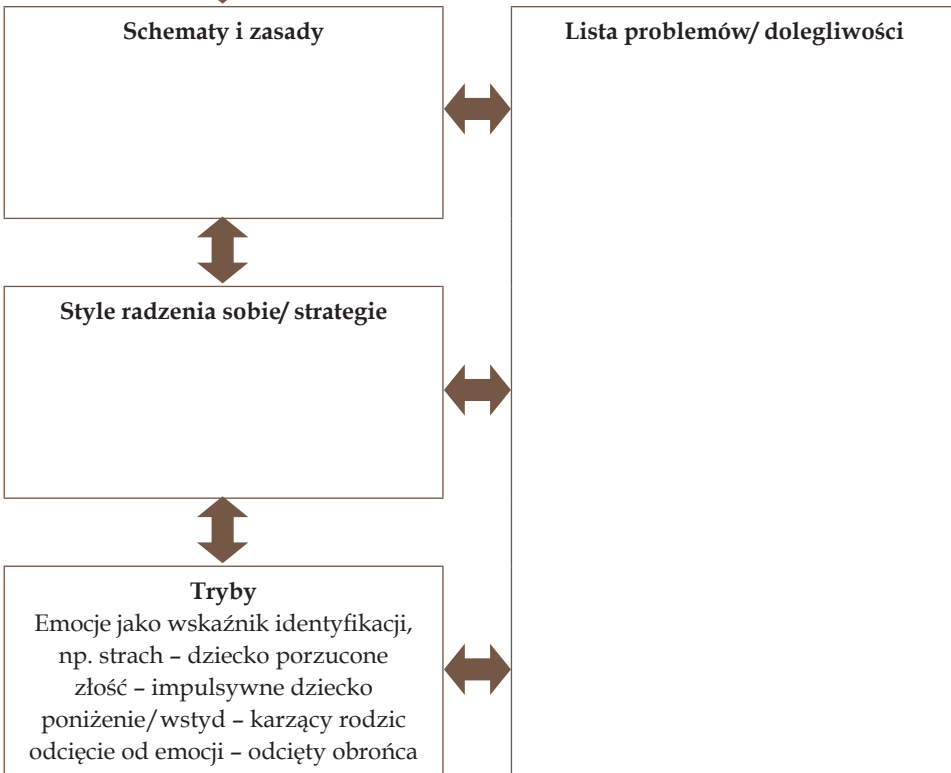 Schematy i zasady
Lista problemów/ dolegliwości
Style radzenia sobie/ strategie
Tryby
Emocje jako wskaźnik identyfikacji,
np. strach – dziecko porzucone
złość – impulsywne dziecko
poniżenie/wstyd – karzący rodzic
odcięcie od emocji – odcięty obrońca